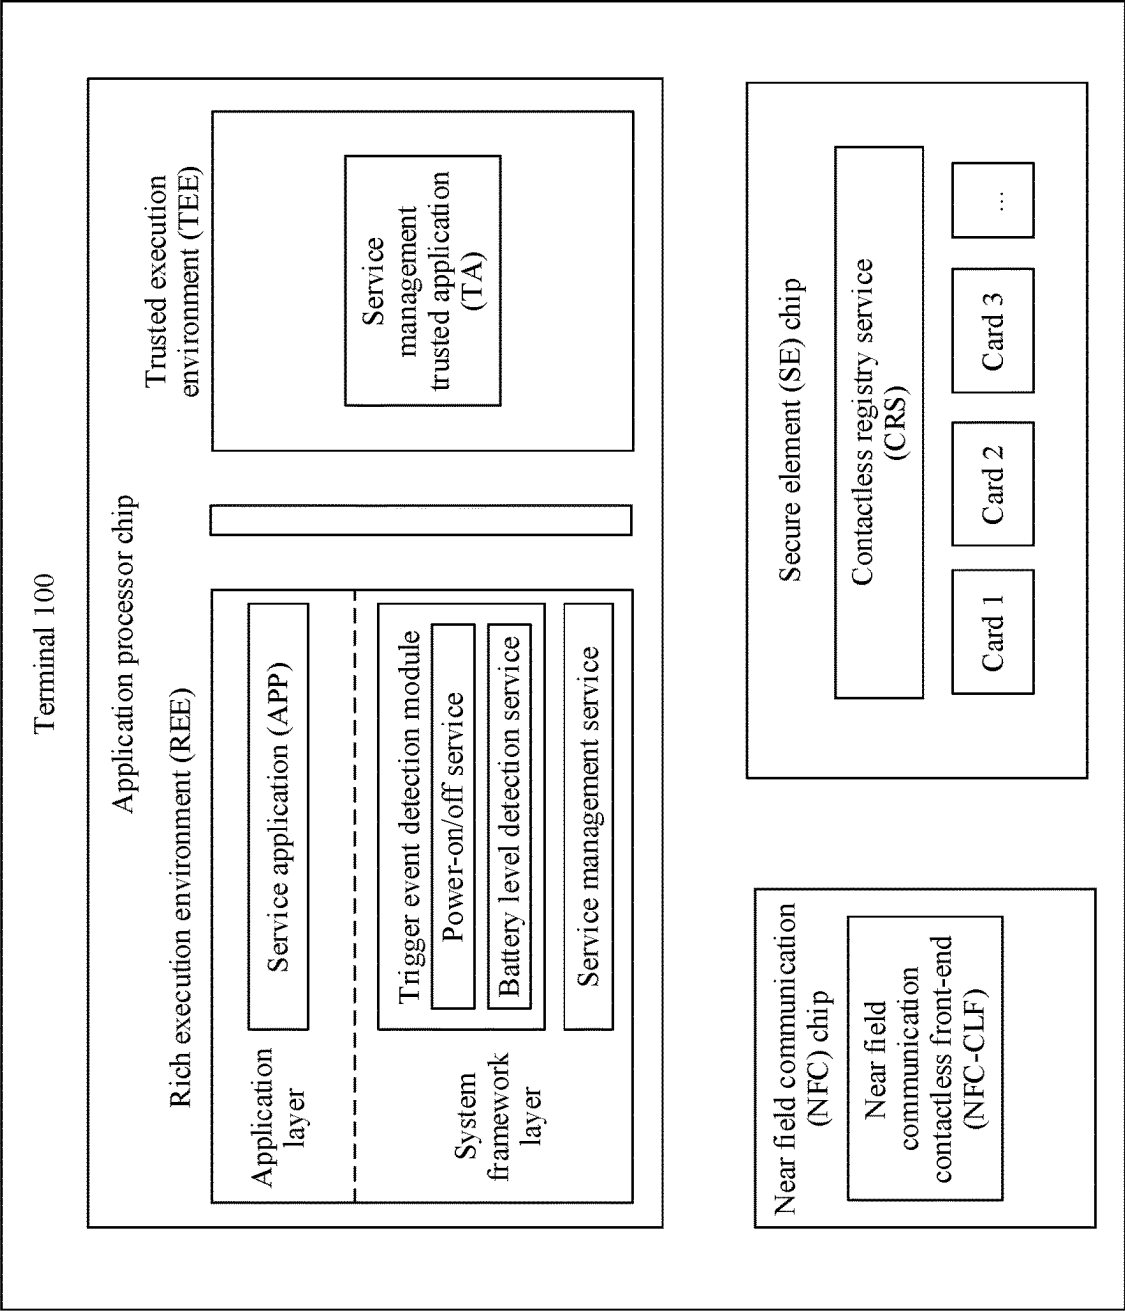 Terminal 100
Application processor chip
Rich execution environment (REE)
Application
layer
Service application (APP)
System
framework
layer
Trigger event detection module
Power-on/off service
Battery level detection service
Service management service
Trusted execution
environment (TEE)
Service
management
trusted application
(TA)
Near field communication
(NFC) chip
Near field
communication
contactless front-end
(NFC-CLF)
Secure element (SE) chip
Contactless registry service
(CRS)
Card 1
Card 2
Card 3
…